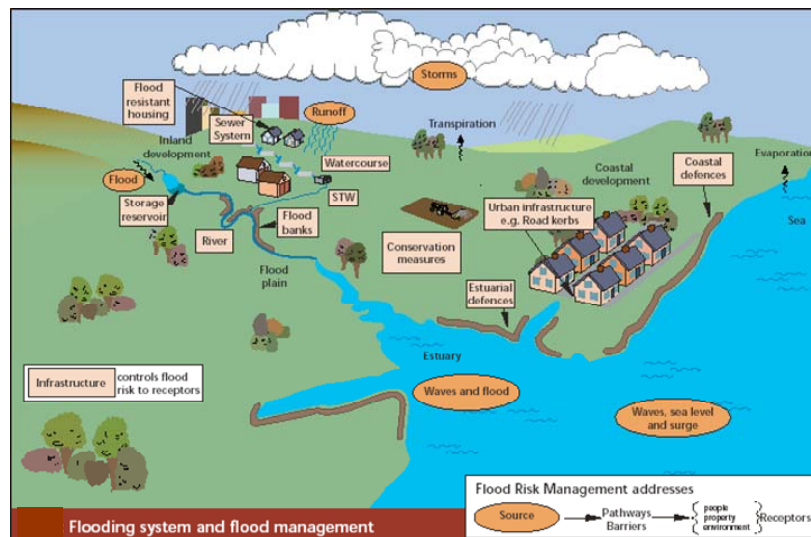 Storms
Flood
resistant
housing
Sewer
System
Runoff
Inland
development
Transpiration
Watercourse
Coastal
defences
Evaporation
Coastal
development
Flood
Storage
reservoir
STW
Urban infrastructure
e.g. Road kerbs
Sea
River
Flood
banks
Conservation
measures
Flood
plain
Estuarial
defences
Estuary
Infrastructure
controls flood
risk to receptors
Waves and flood
Waves, sea level
and surge
Flood Risk Management addresses
Source
Pathways
Barriers
people
property
environment
Receptors
Flooding system and flood management